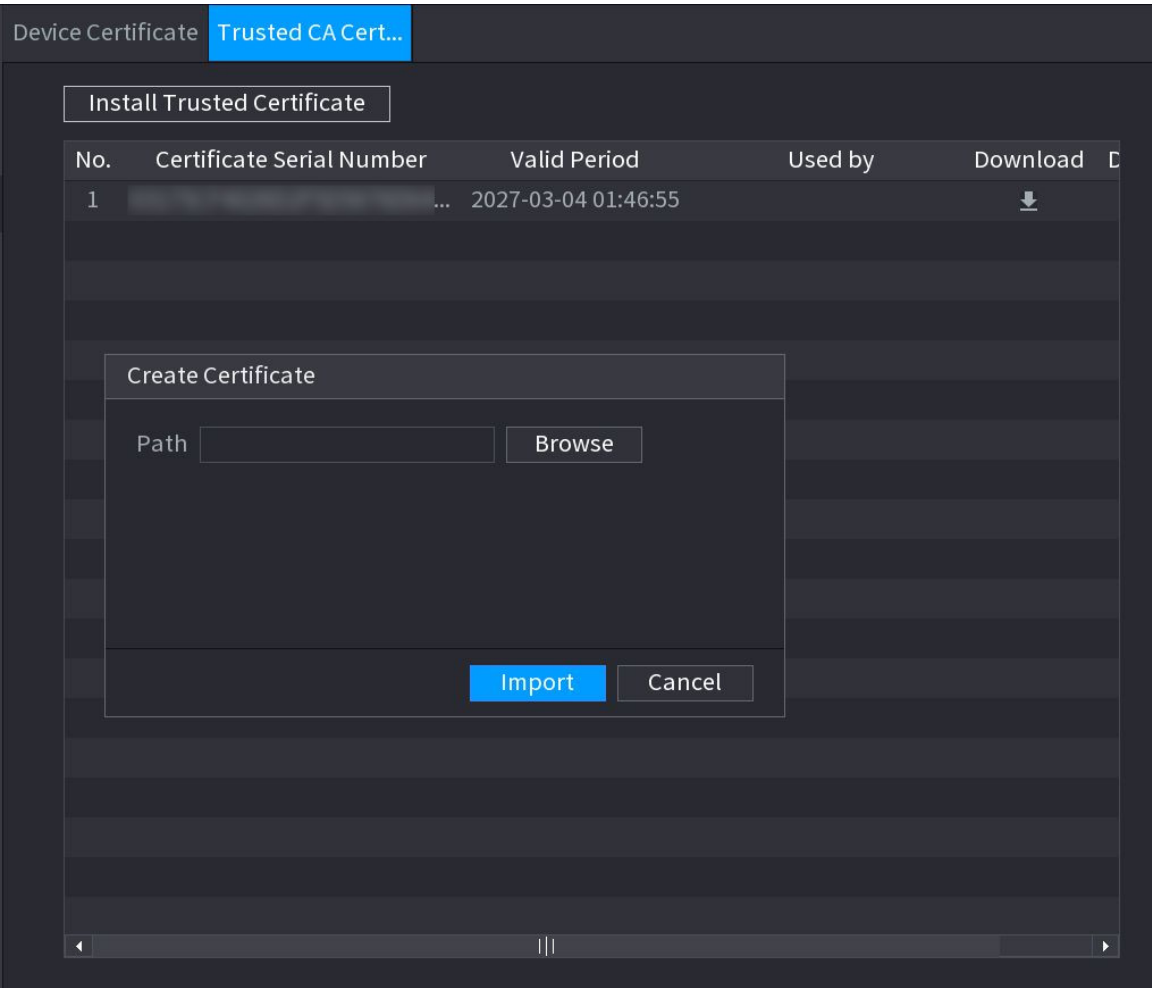 Device Certificate Trusted CA Cert...
Install Trusted Certificate
No. Certificate Serial Number Valid Period Used by Download D
1 ... 2027-03-04 01:46:55
Create Certificate
Path Browse
Import Cancel